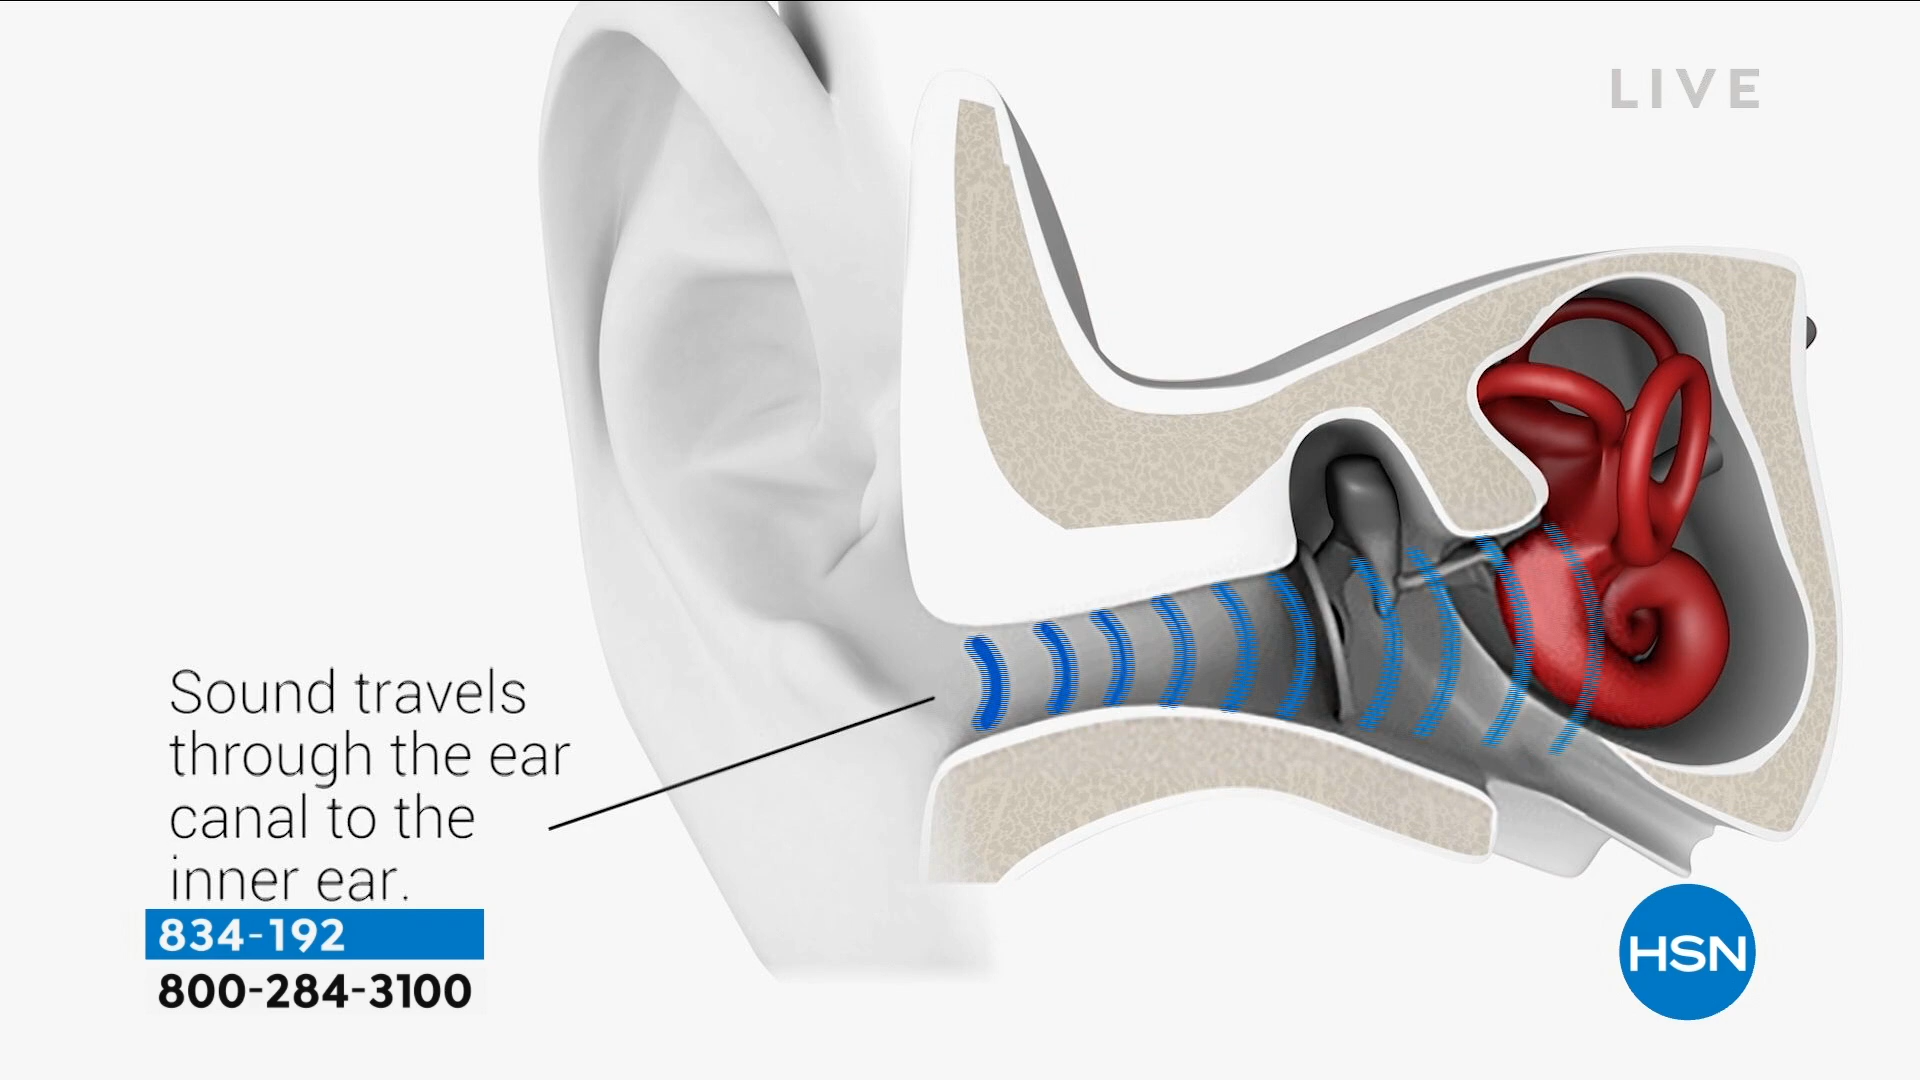 LIVE
Sound travels
through the ear
canal to the
inner ear.
834-192
800-284-3100
HSN